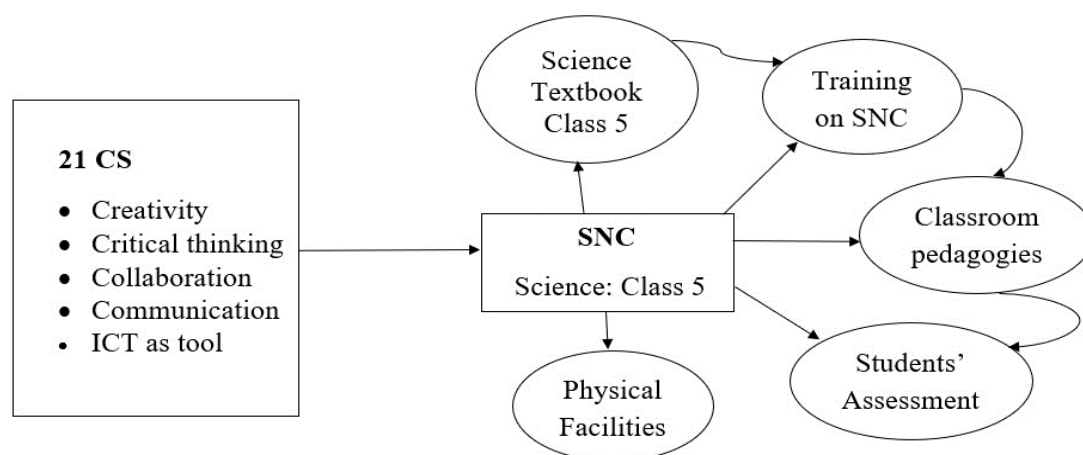 21 CS
• Creativity
• Critical thinking
• Collaboration
• Communication
• ICT as tool
SNC
Science: Class 5
Science
Textbook
Class 5
Training
on SNC
Classroom
pedagogies
Students’
Assessment
Physical
Facilities